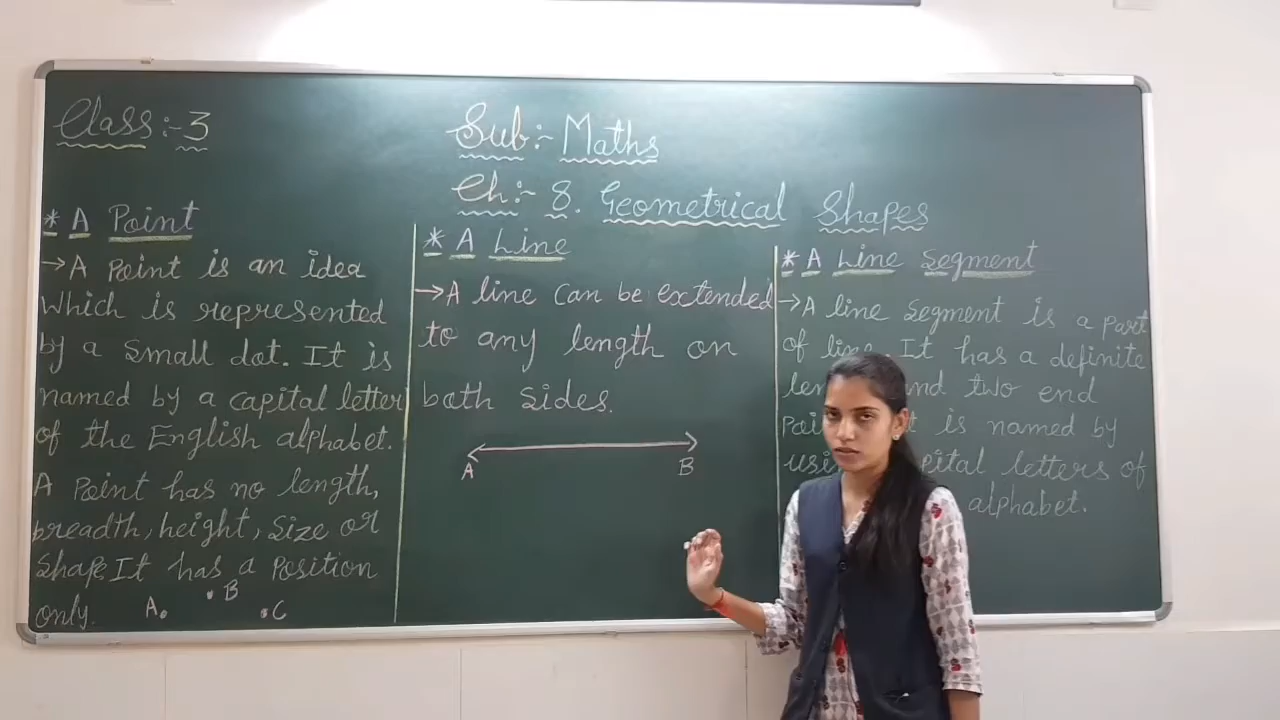 Class:-3
Sub:- Maths
Ch:- 8. Geometrical Shapes
* A Point
→A Point is an idea
Which is represented
by a Small dot. It is
named by a capital letter
of the English alphabet.
A Point has no length,
breadth, height, Size or
Shape. It has a Position
only.
A.
. B
.C
* A Line
→A line can be extended
to any length on
both sides.
A
B
* A Line Segment
→A line Segment is a part
of line. It has a definite
and two end
is named by
letters of
alphabet.